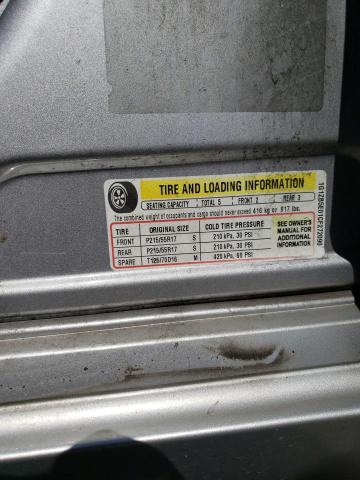 TIRE AND LOADING INFORMATION
SEATING CAPACITY TOTAL 5 FRONT 2 REAR 3
The combined weight of occupants and cargo should never exceed 416 kg or 917 lbs.
TIRE ORIGINAL SIZE COLD TIRE PRESSURE
FRONT P215/55R17 S 210 kPa, 30 PSI
REAR P215/55R17 S 210 kPa, 30 PSI
SPARE T125/70D16 M 420 kPa, 60 PSI
SEE OWNER'S
MANUAL FOR
ADDITIONAL
INFORMATION